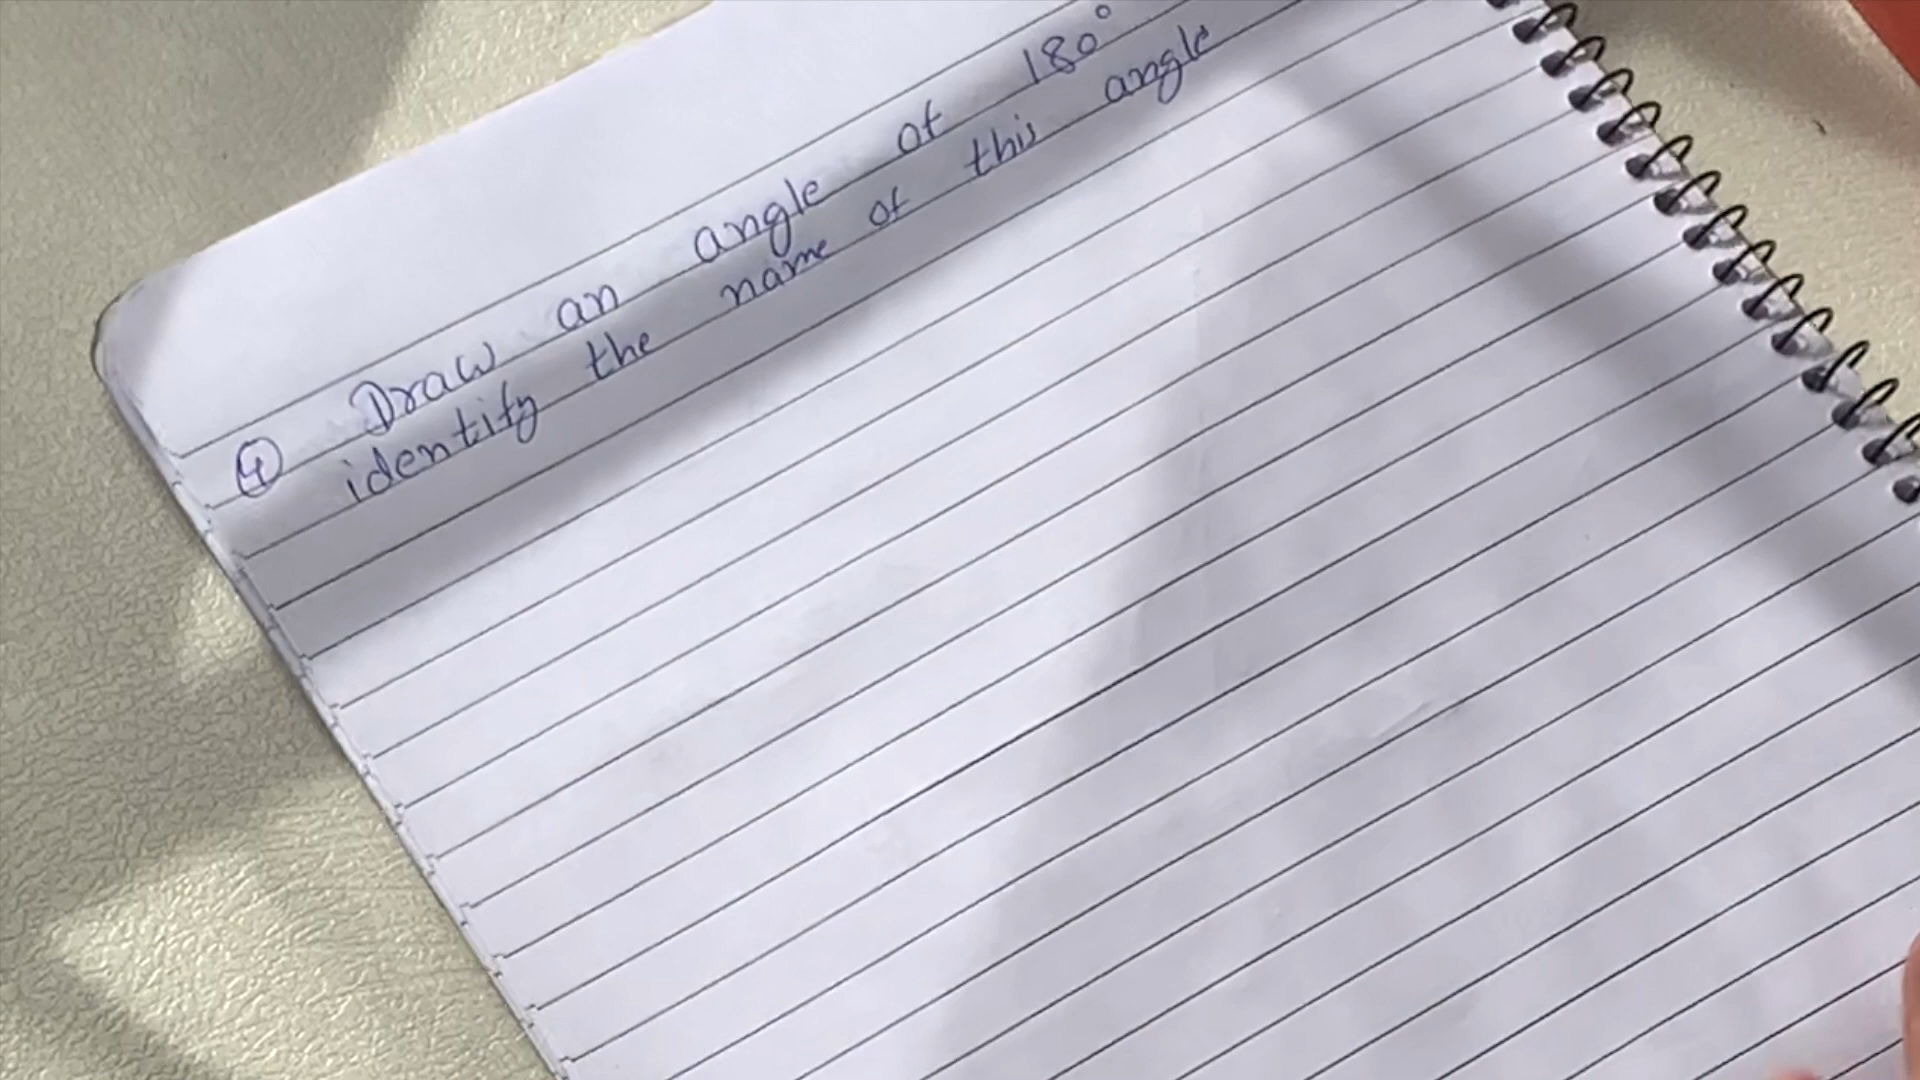 ④ Draw an angle of 180°
identify the name of this angle